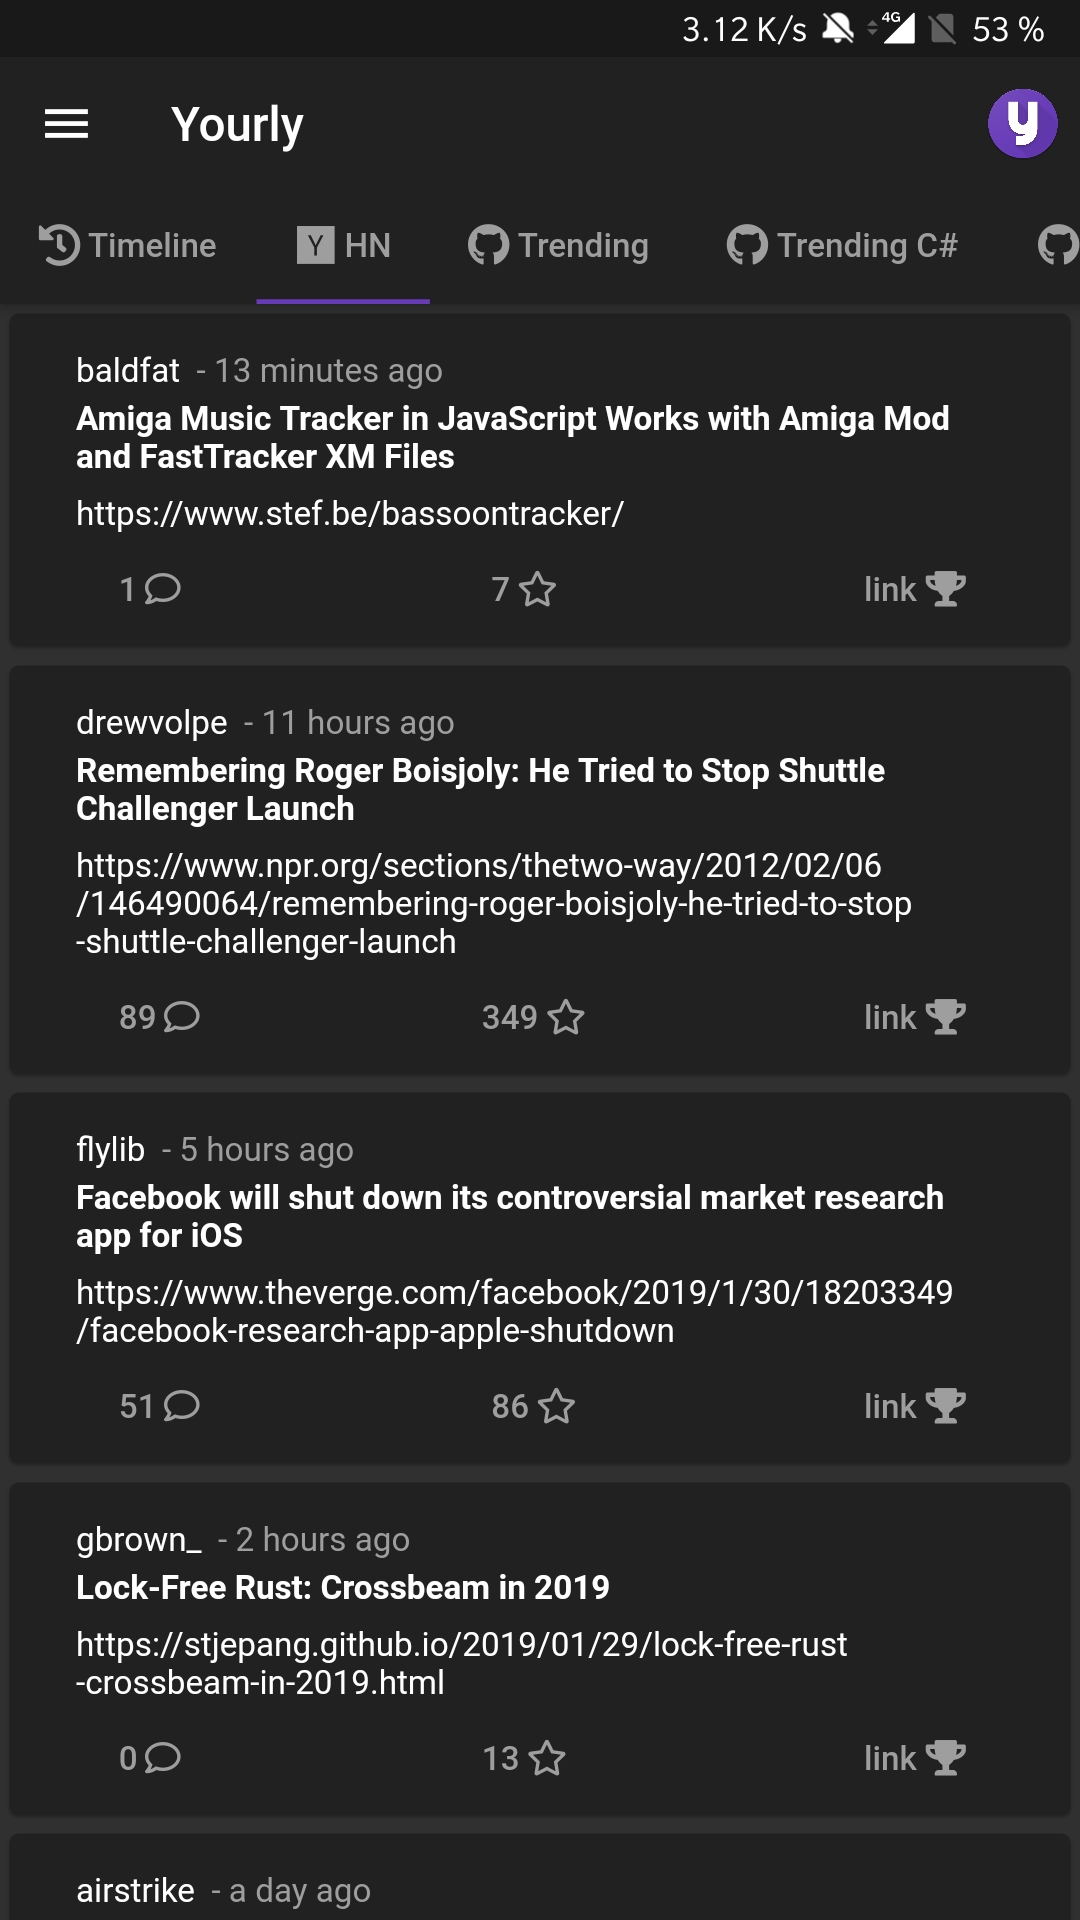 3.12 K/s 4G 53 %
Yourly y
Timeline Y HN Trending Trending C#
baldfat - 13 minutes ago
Amiga Music Tracker in JavaScript Works with Amiga Mod
and FastTracker XM Files
https://www.stef.be/bassoontracker/
1 7 link
drewvolpe - 11 hours ago
Remembering Roger Boisjoly: He Tried to Stop Shuttle
Challenger Launch
https://www.npr.org/sections/thetwo-way/2012/02/06
/146490064/remembering-roger-boisjoly-he-tried-to-stop
-shuttle-challenger-launch
89 349 link
flylib - 5 hours ago
Facebook will shut down its controversial market research
app for iOS
https://www.theverge.com/facebook/2019/1/30/18203349
/facebook-research-app-apple-shutdown
51 86 link
gbrown_ - 2 hours ago
Lock-Free Rust: Crossbeam in 2019
https://stjepang.github.io/2019/01/29/lock-free-rust
-crossbeam-in-2019.html
0 13 link
airstrike - a day ago